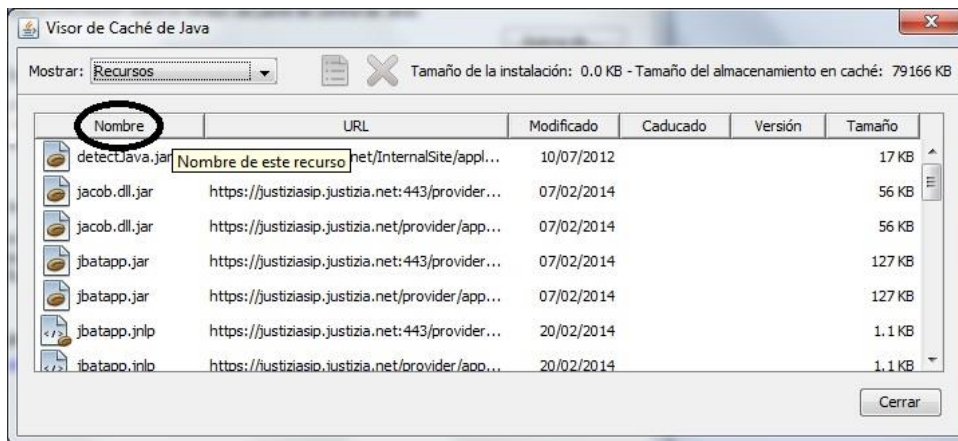 Visor de Caché de Java
Mostrar: Recursos Tamaño de la instalación: 0.0 KB - Tamaño del almacenamiento en caché: 79166 KB
Nombre URL Modificado Caducado Versión Tamaño
detectJava.jar Nombre de este recurso net/InternalSite/appl... 10/07/2012 17 KB
jacob.dll.jar https://justiziasip.justizia.net:443/provider... 07/02/2014 56 KB
jacob.dll.jar https://justiziasip.justizia.net/provider/app... 07/02/2014 56 KB
jbatapp.jar https://justiziasip.justizia.net:443/provider... 07/02/2014 127 KB
jbatapp.jar https://justiziasip.justizia.net/provider/app... 07/02/2014 127 KB
jbatapp.jnlp https://justiziasip.justizia.net:443/provider... 20/02/2014 1.1 KB
jbatapp.jnlp https://justiziasip.justizia.net/provider/app... 20/02/2014 1.1 KB
Cerrar